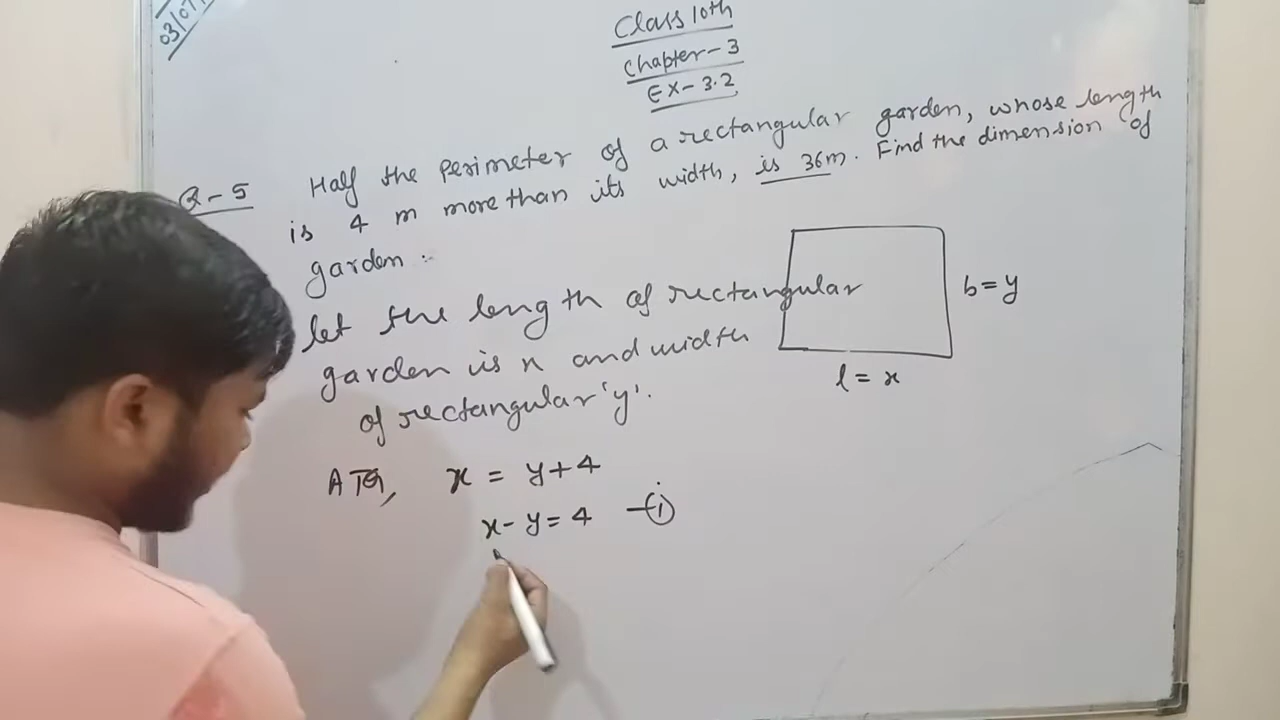 03/07
Class 10th
Chapter-3
EX-3.2
Q-5 Half the perimeter of a rectangular garden, whose length
is 4 m more than its width, is 36m. Find the dimension of
garden :-
let the length of rectangular
garden is x and width
of rectangular 'y'.
b = y
l = x
ATQ, x = y+4
x - y = 4 -(i)